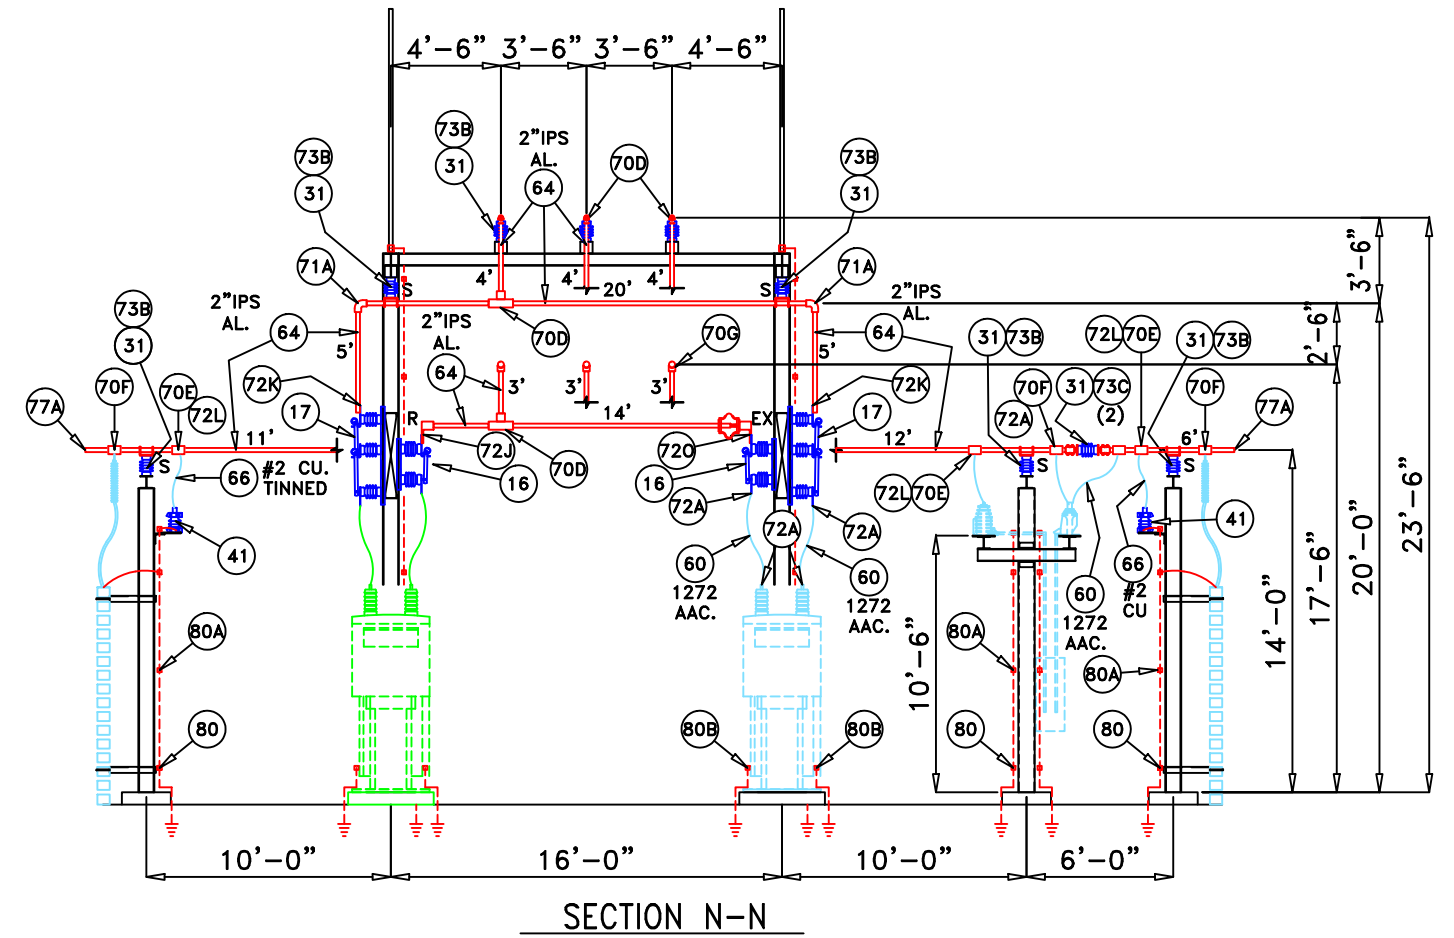 4'-6" 3'-6" 3'-6" 4'-6"
73B
31
73B
31
2"IPS
AL.
64
70D
73B
31
71A
71A
S
4'
4'
4'
20'
S
3'-6"
2"IPS
AL.
73B
31
64
2"IPS
AL.
64
70D
70G
2"IPS
AL.
64
31 73B
72L 70E
31 73B
2'-6"
5'
5'
77A
70F
70E
72L
72K
17
3'
3'
3'
72K
17
70F
72A
31 73C
(2)
70F
77A
11'
R
14'
EX
12'
6'
S
66
#2 CU.
TINNED
72J
70D
16
72O
16
72L 70E
S
S
41
72A
72A
72A
41
60
1272
AAC.
60
1272
AAC.
60
1272
AAC.
66
#2
CU
80A
80A
80A
10'-6"
14'-0"
17'-6"
20'-0"
23'-6"
80
80B
80B
80
80
10'-0" 16'-0" 10'-0" 6'-0"
SECTION N-N